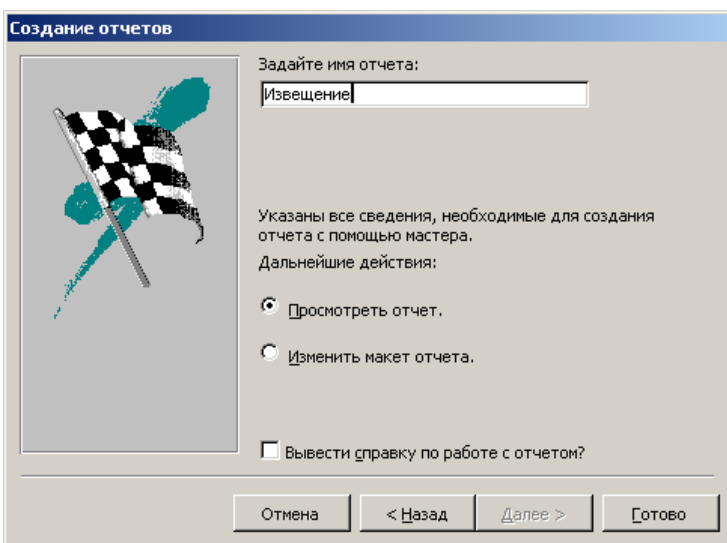 Создание отчетов
Задайте имя отчета:
Извещение
Указаны все сведения, необходимые для создания
отчета с помощью мастера.
Дальнейшие действия:
Просмотреть отчет.
Изменить макет отчета.
Вывести справку по работе с отчетом?
Отмена
< Назад
Далее >
Готово